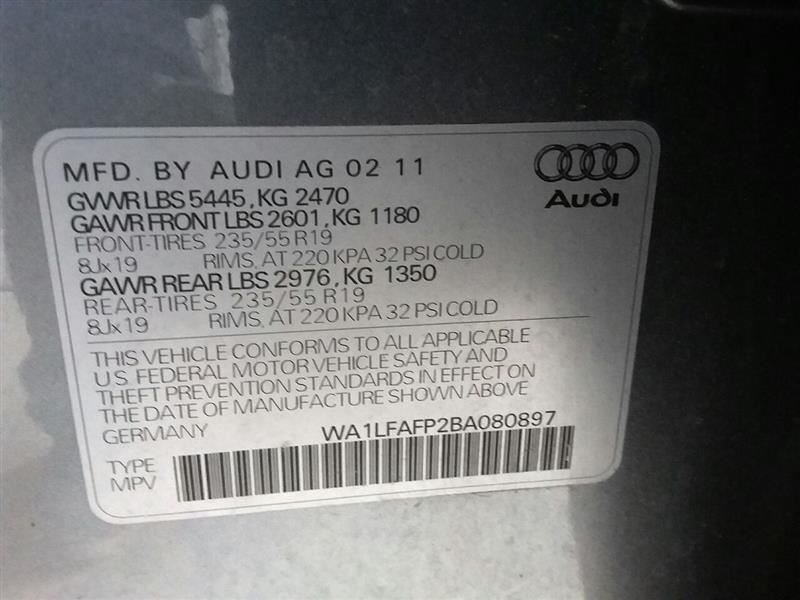 MFD. BY AUDI AG 02 11
Audi
GVWR LBS 5445, KG 2470
GAWR FRONT LBS 2601, KG 1180
FRONT-TIRES 235/55 R19
8Jx19 RIMS, AT 220 KPA 32 PSI COLD
GAWR REAR LBS 2976, KG 1350
REAR-TIRES 235/55 R19
8Jx19 RIMS, AT 220 KPA 32 PSI COLD
THIS VEHICLE CONFORMS TO ALL APPLICABLE
U.S. FEDERAL MOTOR VEHICLE SAFETY AND
THEFT PREVENTION STANDARDS IN EFFECT ON
THE DATE OF MANUFACTURE SHOWN ABOVE
GERMANY WA1LFAFP2BA080897
TYPE
MPV